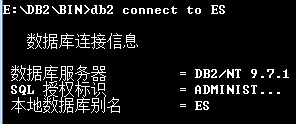 E:\DB2\BIN>db2 connect to ES
数据库连接信息
数据库服务器 = DB2/NT 9.7.1
SQL 授权标识 = ADMINIST...
本地数据库别名 = ES